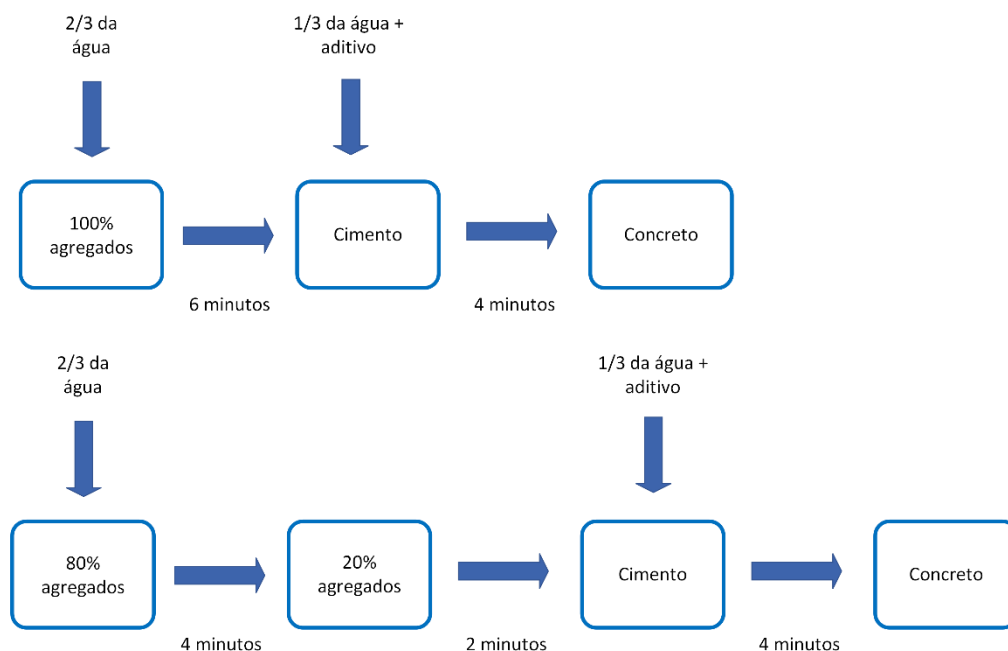 2/3 da
água
1/3 da água +
aditivo
100%
agregados
Cimento
Concreto
6 minutos
4 minutos
2/3 da
água
1/3 da água +
aditivo
80%
agregados
20%
agregados
Cimento
Concreto
4 minutos
2 minutos
4 minutos